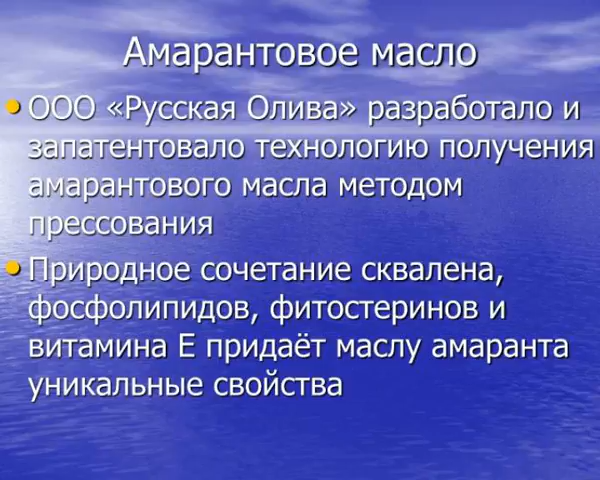 Амарантовое масло
ООО «Русская Олива» разработало и
запатентовало технологию получения
амарантового масла методом
прессования
Природное сочетание сквалена,
фосфолипидов, фитостеринов и
витамина Е придаёт маслу амаранта
уникальные свойства